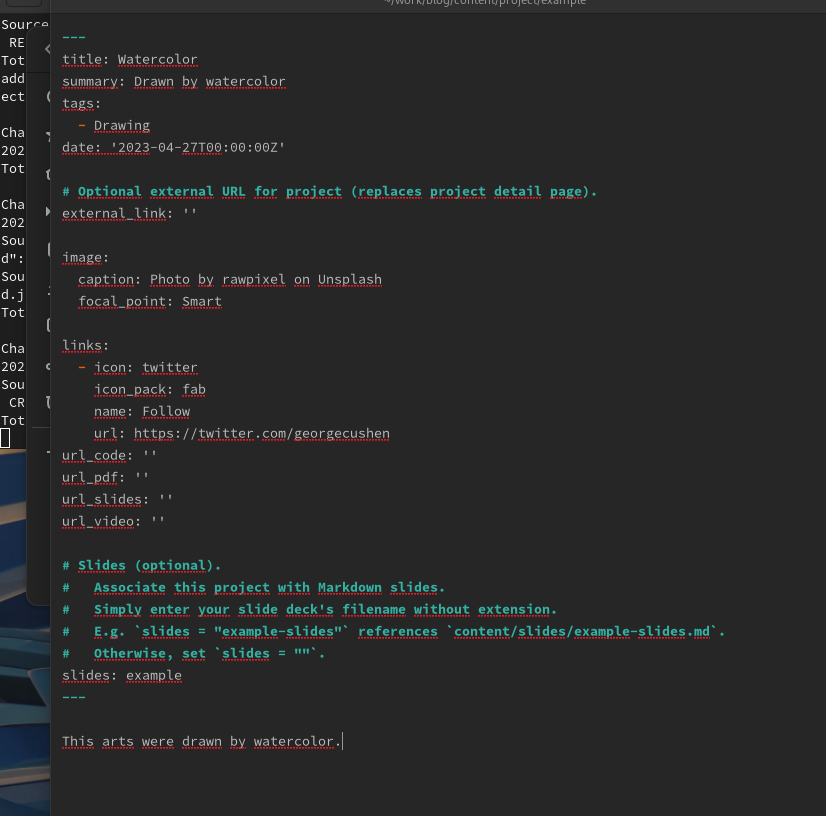 ~/work/blog/content/project/example
Source
RE
Tot
add
ect
Cha
202
Tot
Cha
202
Sou
d":
Sou
d.j
Tot
Cha
202
Sou
CR
Tot
---
title: Watercolor
summary: Drawn by watercolor
tags:
  - Drawing
date: '2023-04-27T00:00:00Z'
# Optional external URL for project (replaces project detail page).
external_link: ''
image:
  caption: Photo by rawpixel on Unsplash
  focal_point: Smart
links:
  - icon: twitter
    icon_pack: fab
    name: Follow
    url: https://twitter.com/georgecushen
url_code: ''
url_pdf: ''
url_slides: ''
url_video: ''
# Slides (optional).
#   Associate this project with Markdown slides.
#   Simply enter your slide deck's filename without extension.
#   E.g. `slides = "example-slides"` references `content/slides/example-slides.md`.
#   Otherwise, set `slides = ""`.
slides: example
---
This arts were drawn by watercolor.